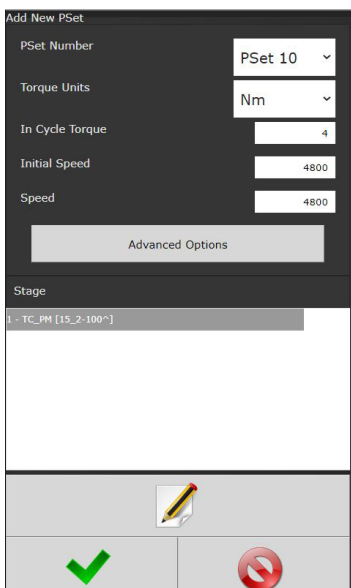 Add New PSet
PSet Number
PSet 10
Torque Units
Nm
In Cycle Torque
4
Initial Speed
4800
Speed
4800
Advanced Options
Stage
1 - TC_PM [15_2-100^]